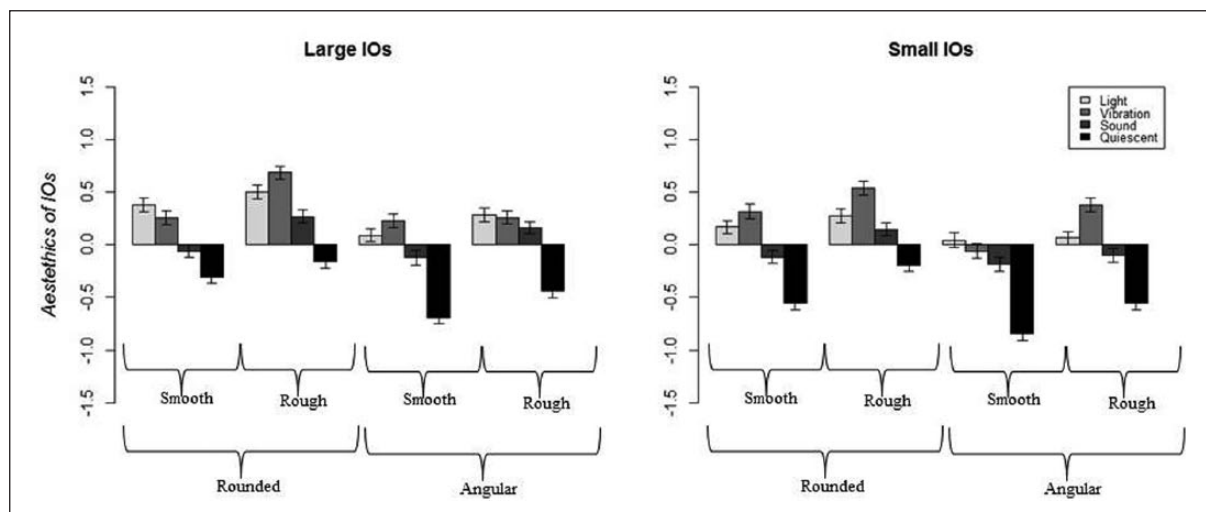 Large IOs
Small IOs
Aestethics of IOs
1.5
1.0
0.5
0.0
-0.5
-1.0
-1.5
Smooth Rough Smooth Rough
Rounded Angular
1.5
1.0
0.5
0.0
-0.5
-1.0
-1.5
Light
Vibration
Sound
Quiescent
Smooth Rough Smooth Rough
Rounded Angular